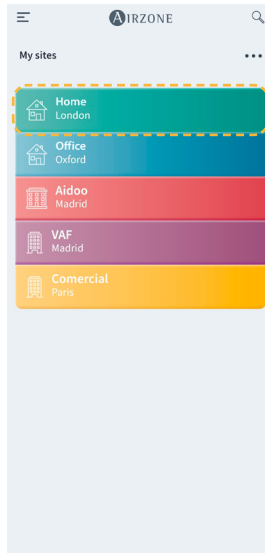 AIRZONE
My sites
Home
London
Office
Oxford
Aidoo
Madrid
VAF
Madrid
Comercial
Paris